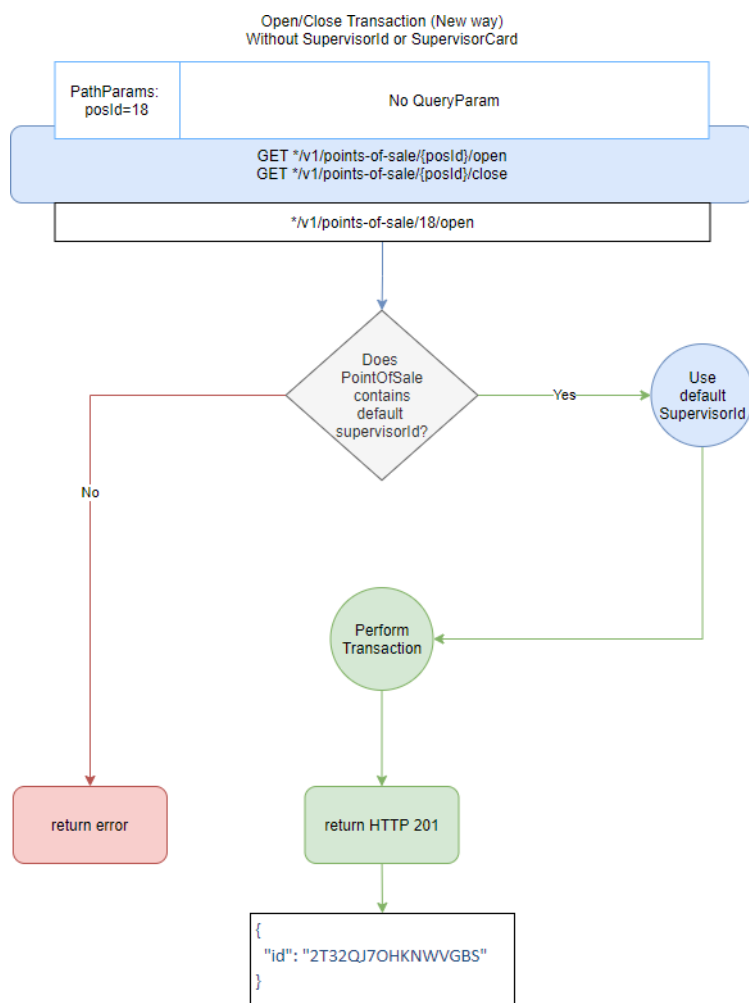 Open/Close Transaction (New way)
Without SupervisorId or SupervisorCard
PathParams:
posId=18
No QueryParam
GET */v1/points-of-sale/{posId}/open
GET */v1/points-of-sale/{posId}/close
*/v1/points-of-sale/18/open
Does
PointOfSale
contains
default
supervisorId?
Yes
Use
default
SupervisorId
No
Perform
Transaction
return error
return HTTP 201
{
"id": "2T32QJ7OHKNWVGBS"
}